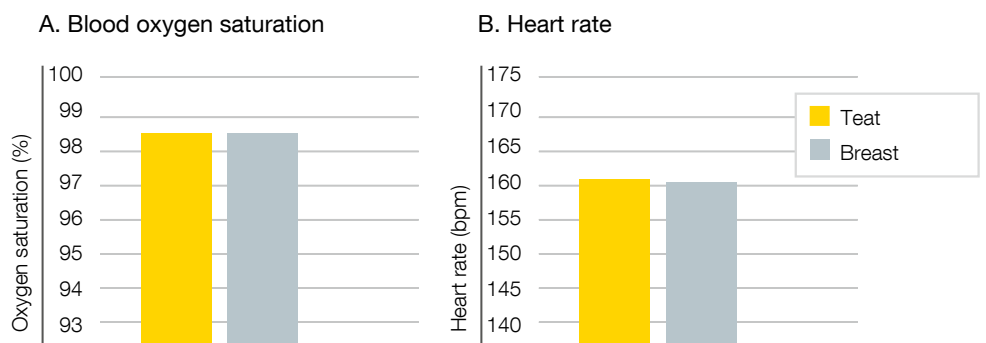 A. Blood oxygen saturation
Oxygen saturation (%)
100
99
98
97
96
95
94
93
B. Heart rate
Heart rate (bpm)
175
170
165
160
155
150
145
140
Teat
Breast